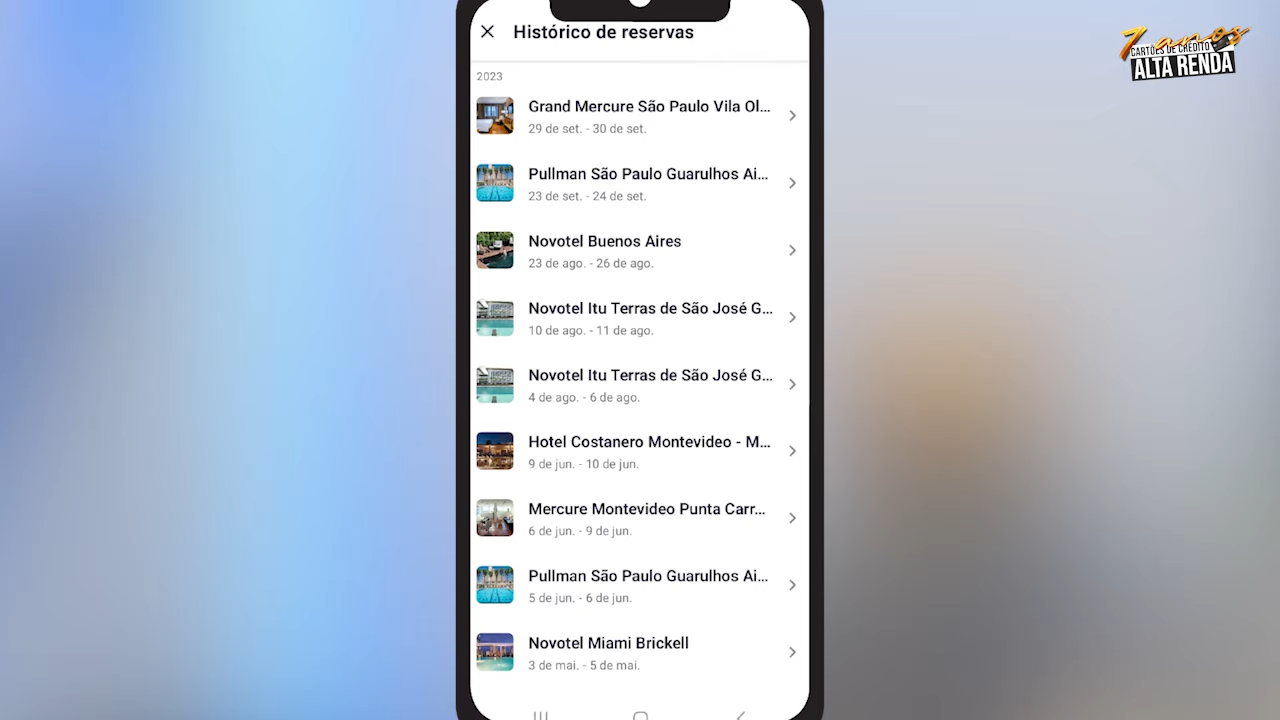 Histórico de reservas
2023
Grand Mercure São Paulo Vila Ol...
29 de set. - 30 de set.
Pullman São Paulo Guarulhos Ai...
23 de set. - 24 de set.
Novotel Buenos Aires
23 de ago. - 26 de ago.
Novotel Itu Terras de São José G...
10 de ago. - 11 de ago.
Novotel Itu Terras de São José G...
4 de ago. - 6 de ago.
Hotel Costanero Montevideo - M...
9 de jun. - 10 de jun.
Mercure Montevideo Punta Carr...
6 de jun. - 9 de jun.
Pullman São Paulo Guarulhos Ai...
5 de jun. - 6 de jun.
Novotel Miami Brickell
3 de mai. - 5 de mai.
7 anos
CARTÕES DE CRÉDITO
ALTA RENDA